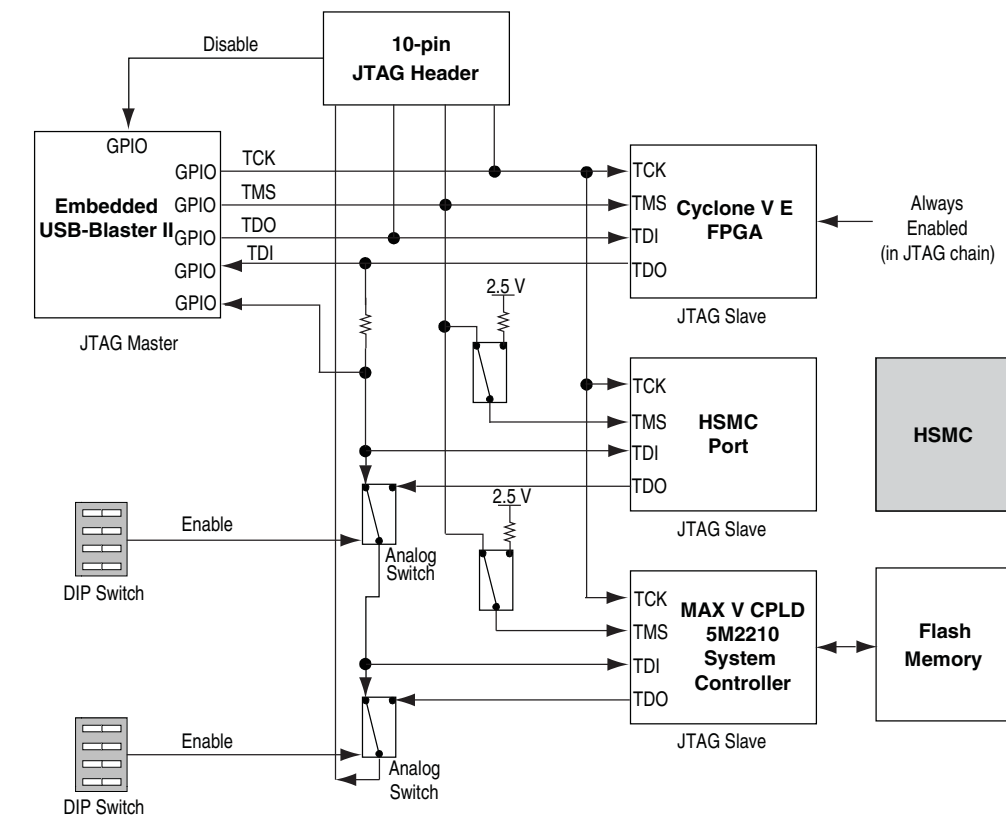 Disable
10-pin
JTAG Header
GPIO
Embedded
USB-Blaster II
GPIO
GPIO
GPIO
GPIO
GPIO
TCK
TMS
TDO
TDI
JTAG Master
TCK
TMS
TDI
TDO
Cyclone V E
FPGA
JTAG Slave
Always
Enabled
(in JTAG chain)
2.5 V
TCK
TMS
TDI
TDO
HSMC
Port
JTAG Slave
HSMC
2.5 V
DIP Switch
Enable
Analog
Switch
TCK
TMS
TDI
TDO
MAX V CPLD
5M2210
System
Controller
JTAG Slave
Flash
Memory
DIP Switch
Enable
Analog
Switch